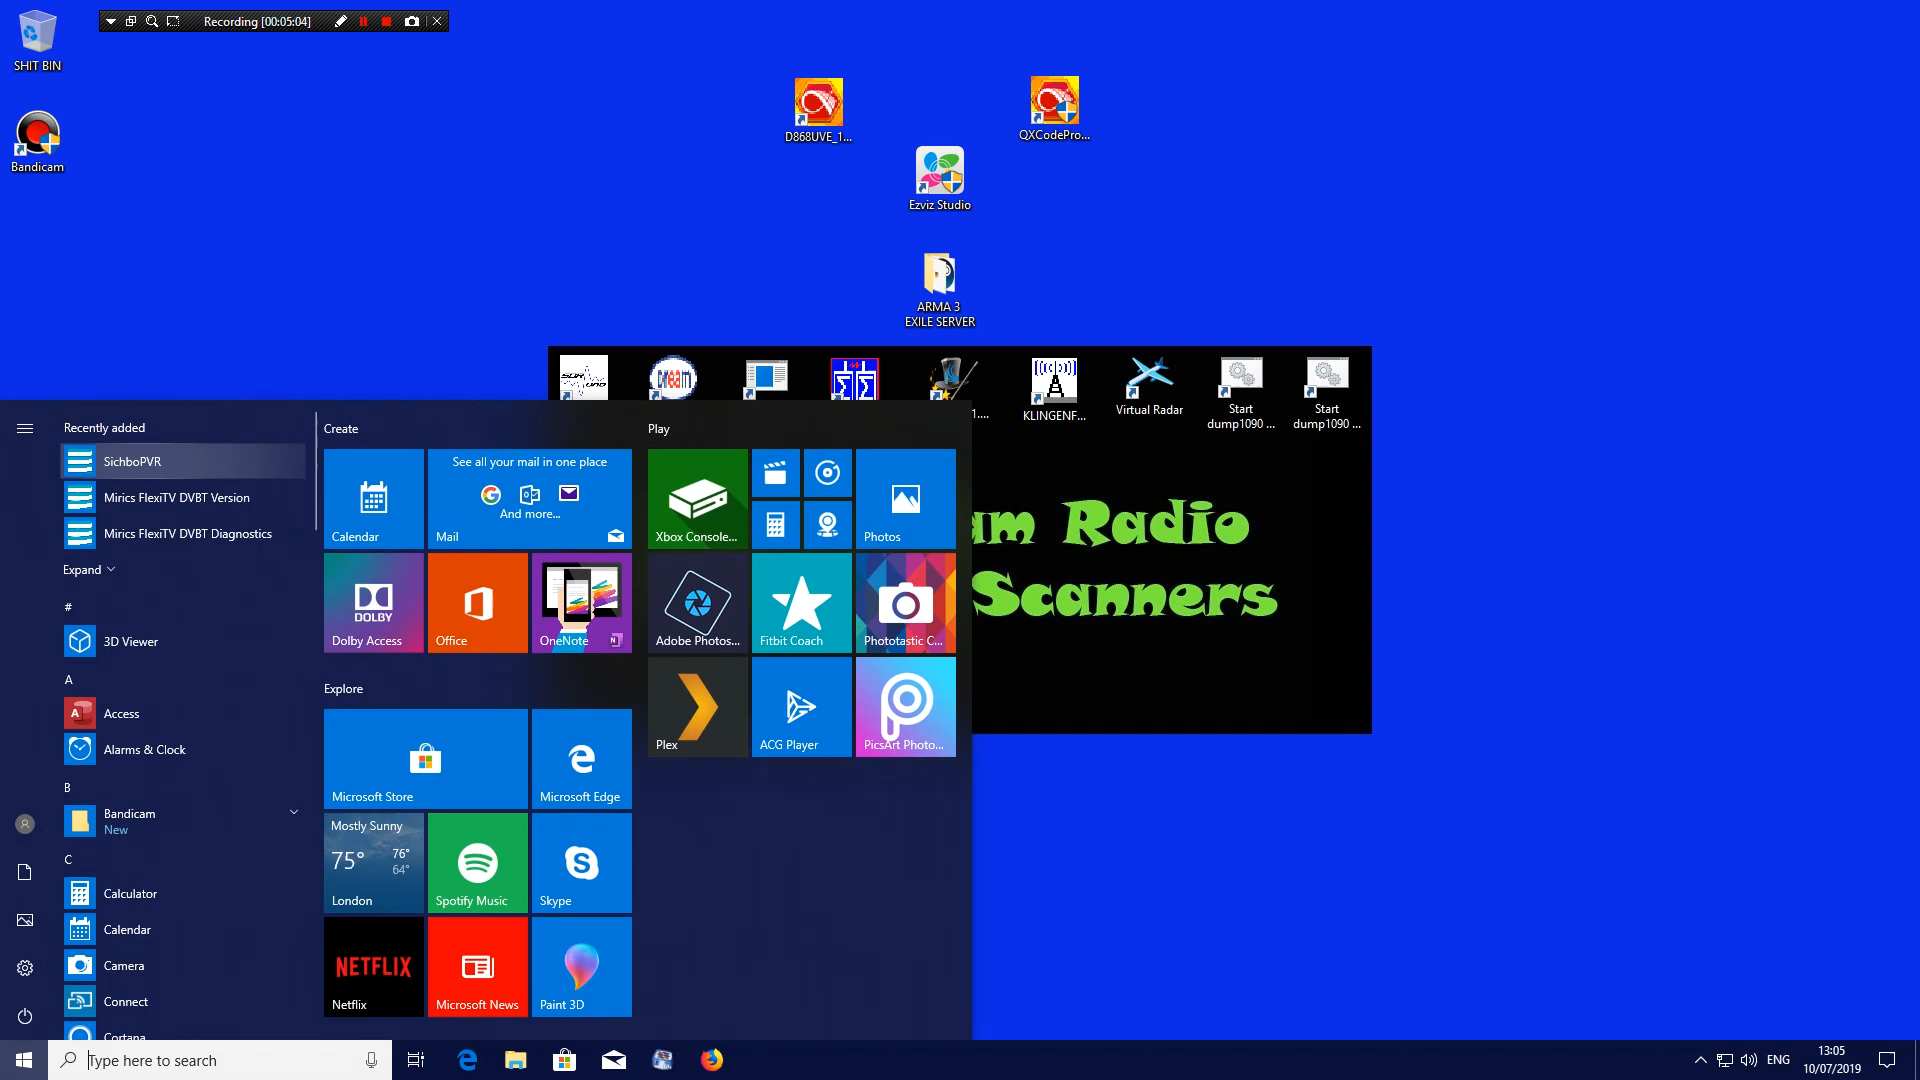 Recording [00:05:04]
SHIT BIN
Bandicam
D868UVE_1...
QXCodePro...
Ezviz Studio
ARMA 3
EXILE SERVER
SDR
UNO
Dream
1....
KLINGENF...
Virtual Radar
Start
dump1090 ...
Start
dump1090 ...
am Radio
Scanners
Recently added
SichboPVR
Mirics FlexiTV DVBT Version
Mirics FlexiTV DVBT Diagnostics
Expand
#
3D Viewer
A
Access
Alarms & Clock
B
Bandicam
New
C
Calculator
Calendar
Camera
Connect
Cortana
Create
Calendar
See all your mail in one place
And more...
Mail
DOLBY
Dolby Access
Office
OneNote
Explore
Microsoft Store
Microsoft Edge
Mostly Sunny
75°
76°
64°
London
Spotify Music
Skype
NETFLIX
Netflix
Microsoft News
Paint 3D
Play
Xbox Console...
Photos
Adobe Photos...
Fitbit Coach
Phototastic C...
Plex
ACG Player
PicsArt Photo...
Type here to search
ENG
13:05
10/07/2019